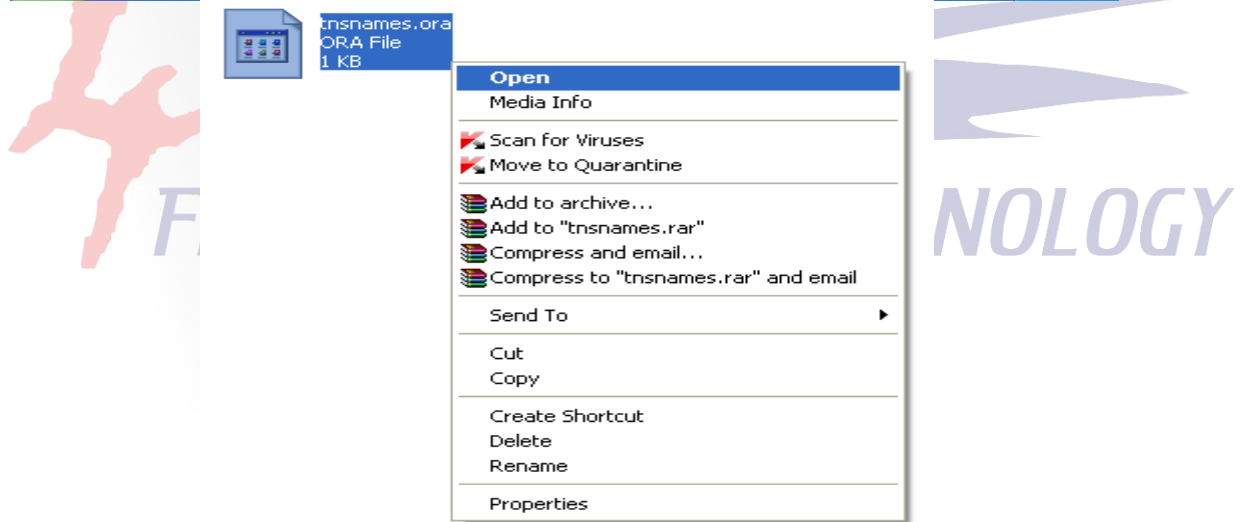 tnsnames.ora
ORA File
1 KB
Open
Media Info
Scan for Viruses
Move to Quarantine
Add to archive...
Add to "tnsnames.rar"
Compress and email...
Compress to "tnsnames.rar" and email
Send To
Cut
Copy
Create Shortcut
Delete
Rename
Properties
NOLOGY